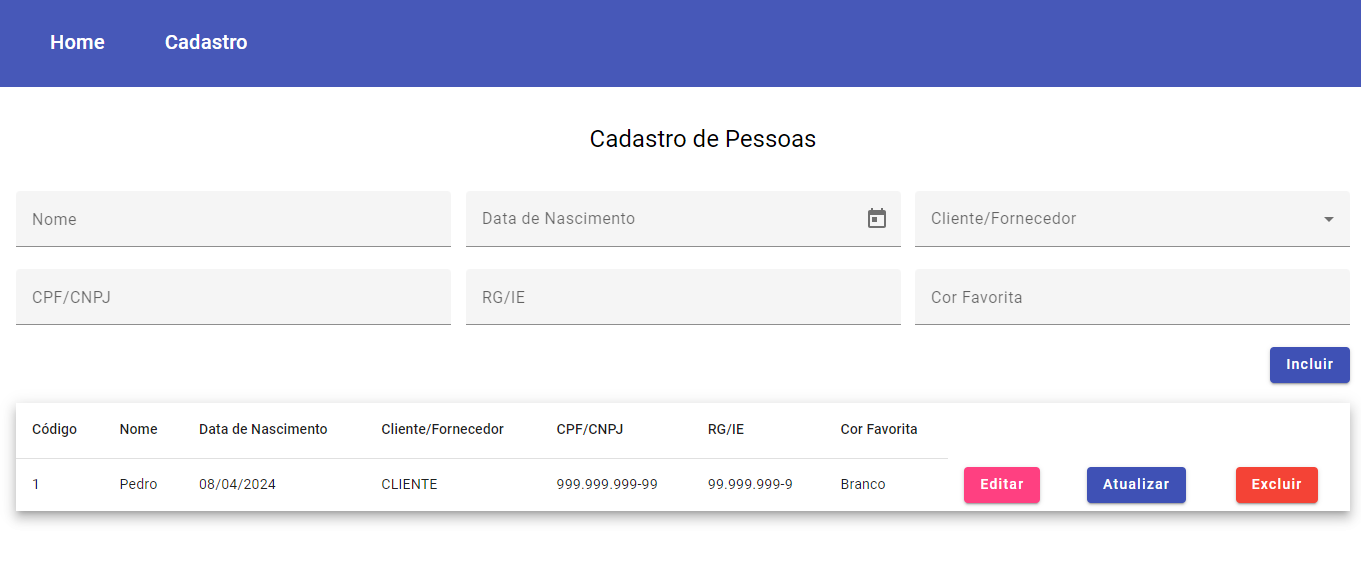 Home Cadastro
Cadastro de Pessoas
Nome Data de Nascimento Cliente/Fornecedor
CPF/CNPJ RG/IE Cor Favorita
Incluir
Código Nome Data de Nascimento Cliente/Fornecedor CPF/CNPJ RG/IE Cor Favorita
1 Pedro 08/04/2024 CLIENTE 999.999.999-99 99.999.999-9 Branco Editar Atualizar Excluir